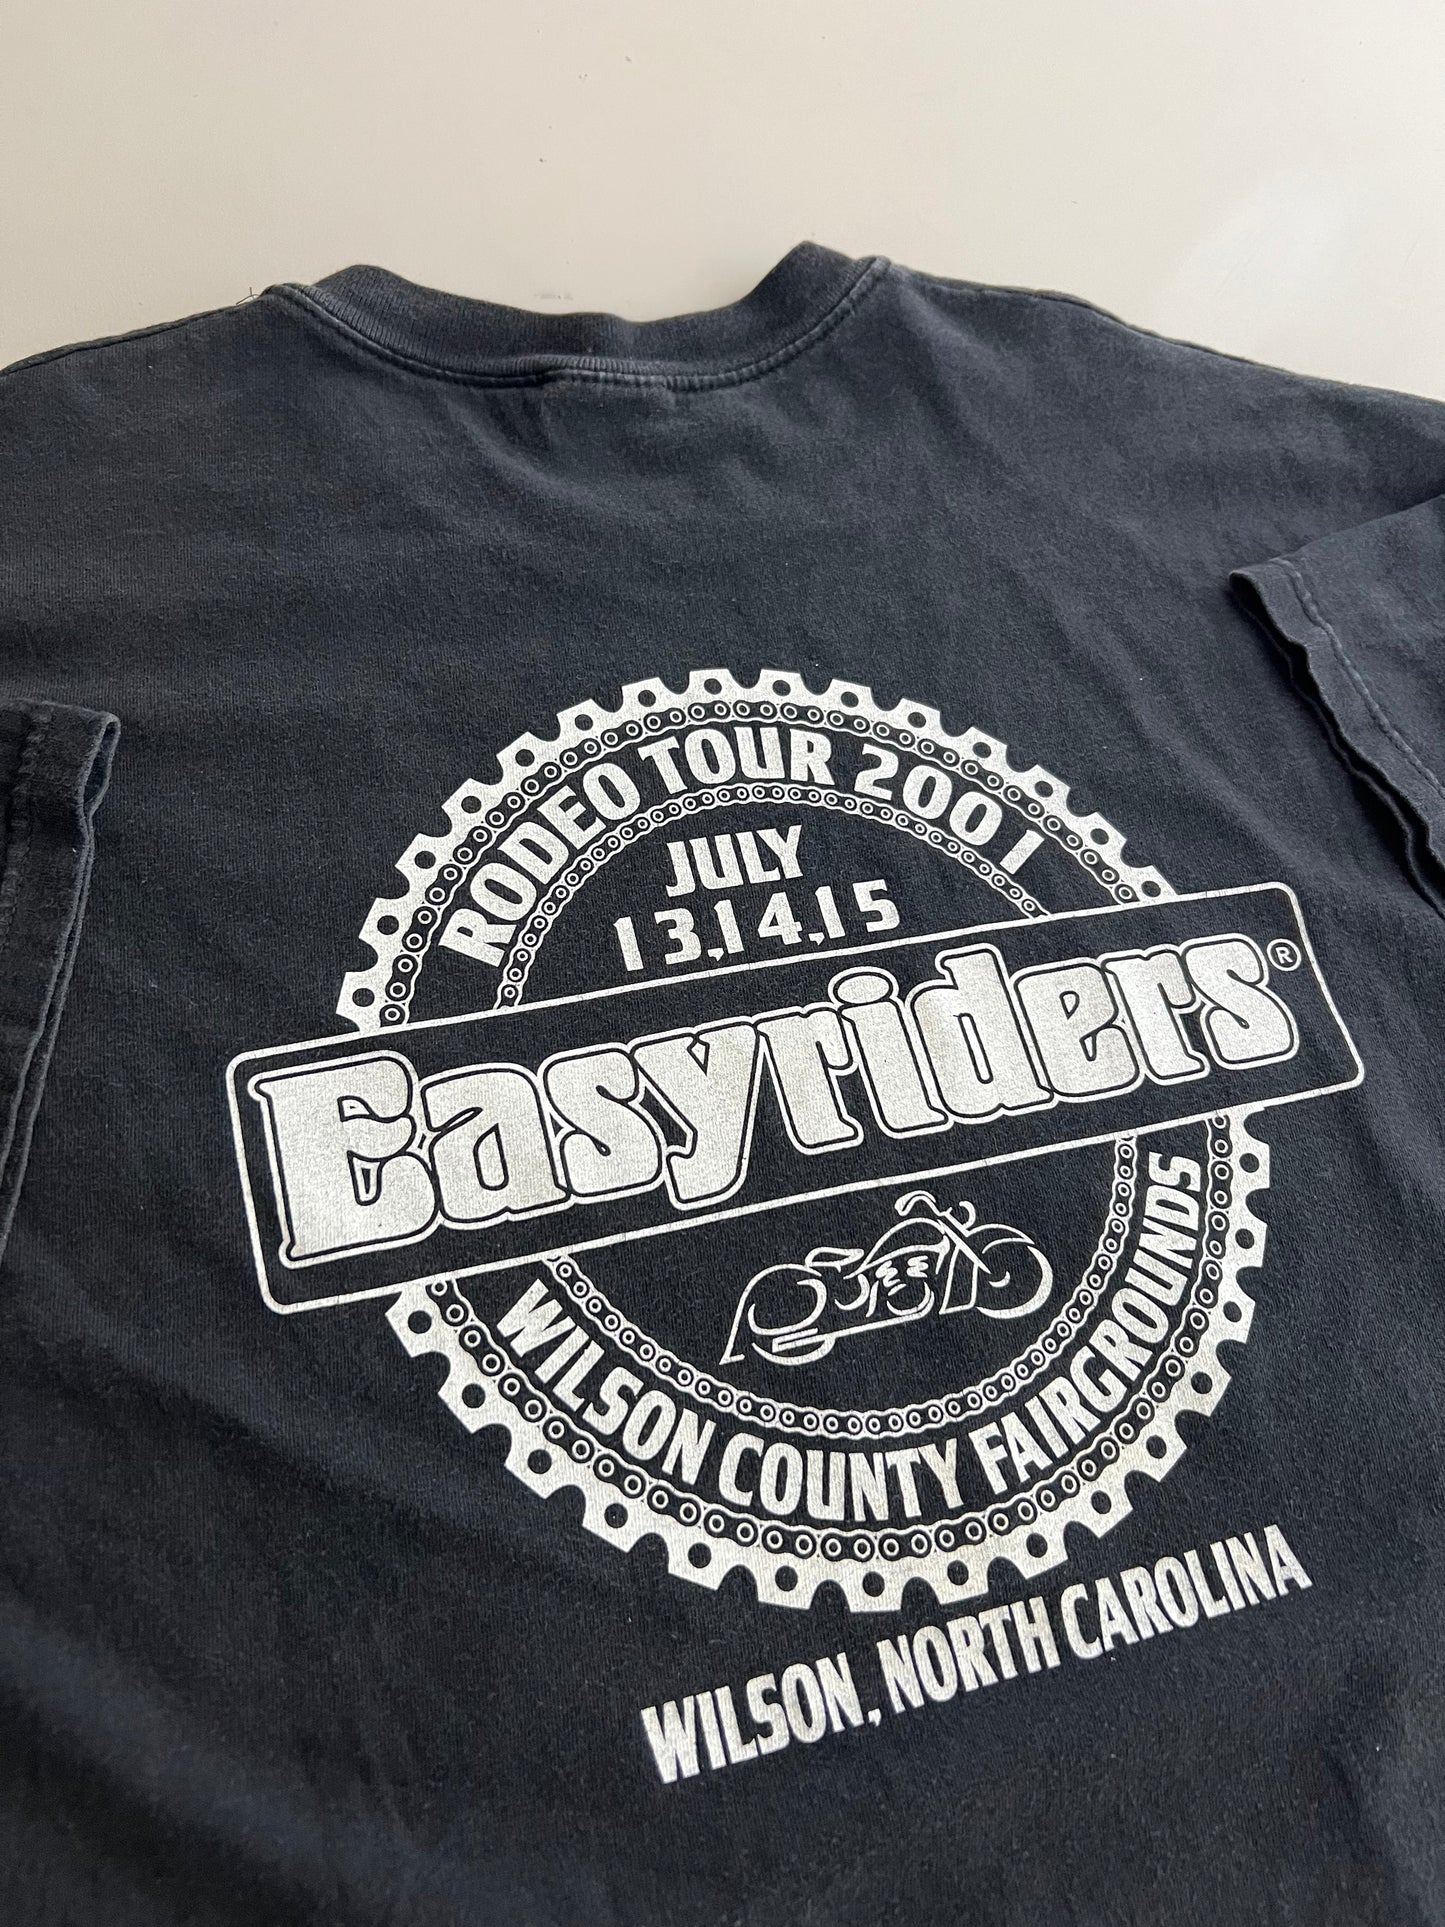 RODEO TOUR 2001
JULY
13,14,15
Easyriders®
WILSON COUNTY FAIRGROUNDS
WILSON, NORTH CAROLINA